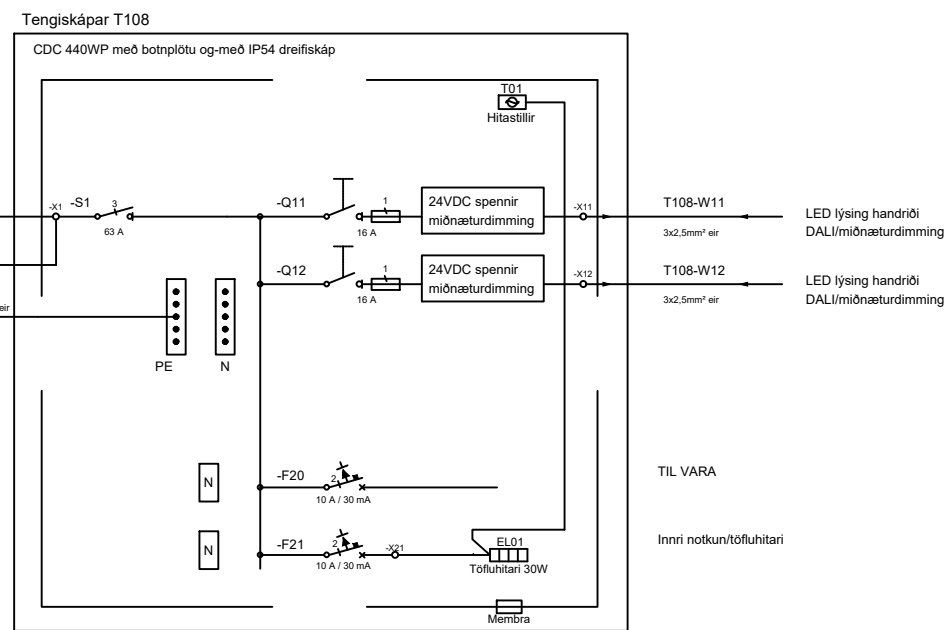 Tengiskápar T108
CDC 440WP með botnplötu og-með IP54 dreifiskáp
T01
Hitastillir
-X1
-S1
3
63 A
-Q11
1
16 A
24VDC spennir
miðnæturdimming
-X11
T108-W11
3x2,5mm² eir
LED lýsing handriði
DALI/miðnæturdimming
-Q12
1
16 A
24VDC spennir
miðnæturdimming
-X12
T108-W12
3x2,5mm² eir
LED lýsing handriði
DALI/miðnæturdimming
eir
PE
N
N
-F20
2
10 A / 30 mA
TIL VARA
N
-F21
2
10 A / 30 mA
-X21
EL01
Töfluhitari 30W
Innri notkun/töfluhitari
Membra